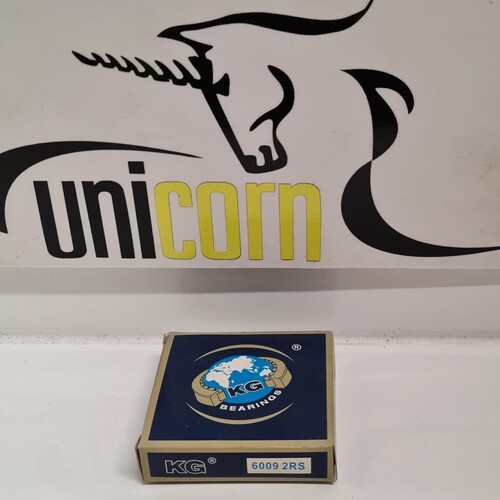 unicorn
®
KG
BEARINGS
KG®
6009 2RS